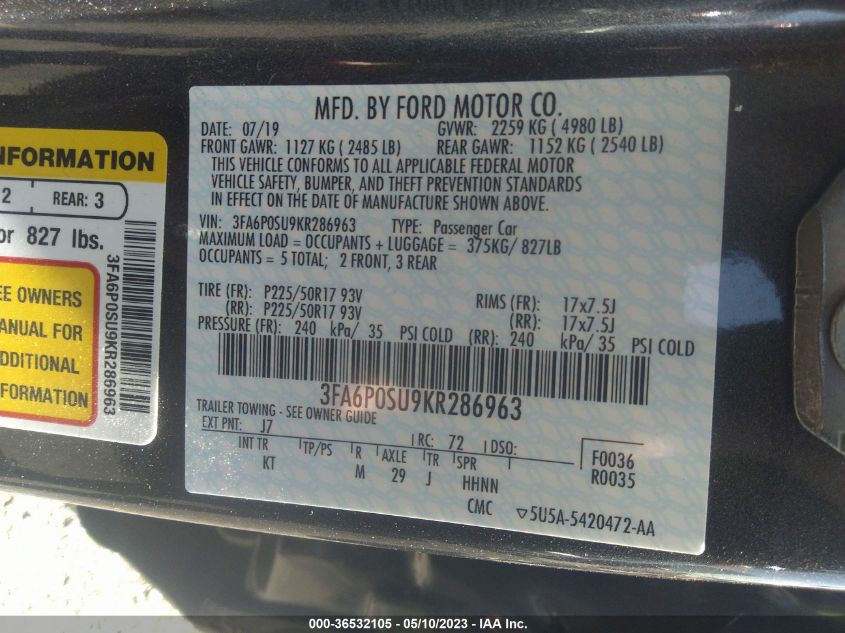 MFD. BY FORD MOTOR CO.
DATE: 07/19 GVWR: 2259 KG ( 4980 LB)
FRONT GAWR: 1127 KG ( 2485 LB) REAR GAWR: 1152 KG ( 2540 LB)
THIS VEHICLE CONFORMS TO ALL APPLICABLE FEDERAL MOTOR
VEHICLE SAFETY, BUMPER, AND THEFT PREVENTION STANDARDS
IN EFFECT ON THE DATE OF MANUFACTURE SHOWN ABOVE.
VIN: 3FA6P0SU9KR286963 TYPE: Passenger Car
MAXIMUM LOAD = OCCUPANTS + LUGGAGE = 375KG/ 827LB
OCCUPANTS = 5 TOTAL; 2 FRONT, 3 REAR
TIRE (FR): P225/50R17 93V RIMS (FR): 17x7.5J
(RR): P225/50R17 93V (RR): 17x7.5J
PRESSURE (FR): 240 kPa/ 35 PSI COLD (RR): 240 kPa/ 35 PSI COLD
3FA6P0SU9KR286963
TRAILER TOWING - SEE OWNER GUIDE
EXT PNT: J7 RC: 72 DSO: F0036
INT TR TP/PS R AXLE TR SPR R0035
KT M 29 J HHNN
CMC ▽5U5A-5420472-AA
INFORMATION
2 REAR: 3
or 827 lbs.
EE OWNERS
ANUAL FOR
DDITIONAL
FORMATION
3FA6P0SU9KR286963
000-36532105 — 05/10/2023 — IAA Inc.